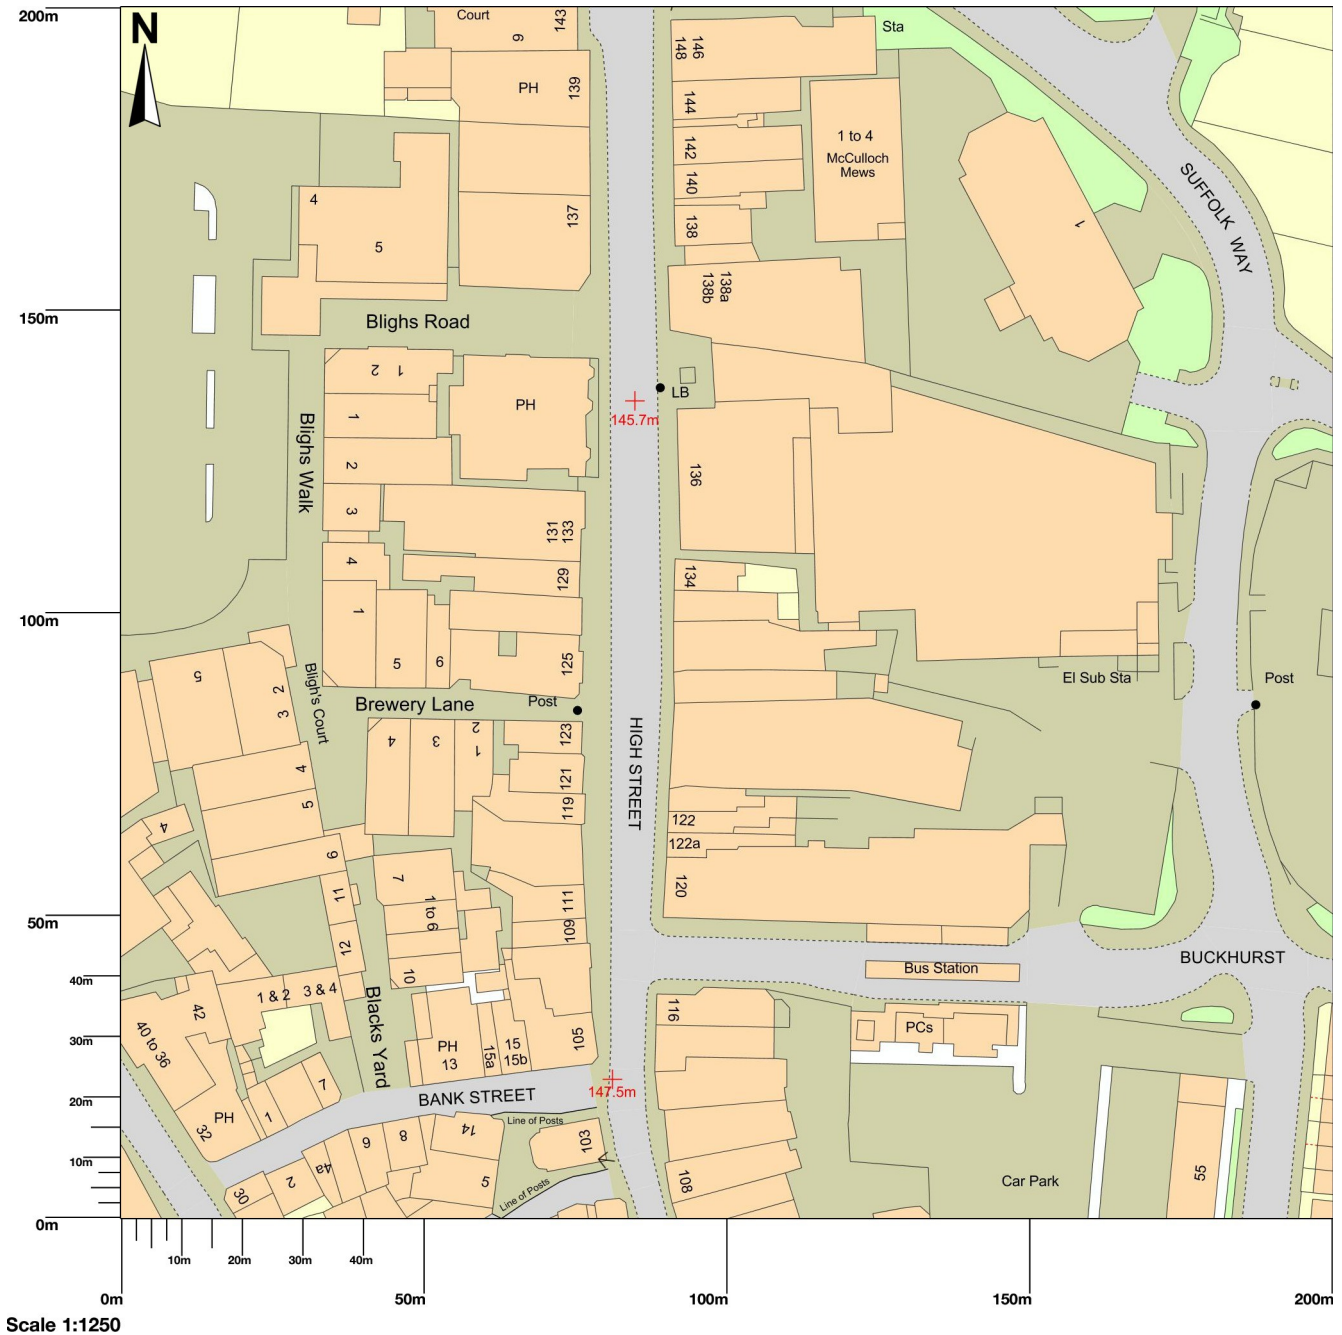 200m
N
Court
6
143
PH
139
146
148
Sta
144
142
140
138
1 to 4
McCulloch
Mews
1
SUFFOLK WAY
4
5
137
138a
138b
150m
Blighs Road
2 1
PH
LB
145.7m
1
2
3
4
Blighs Walk
136
131
133
129
134
100m
1
5
6
125
5
2
3
Bligh's Court
Brewery Lane
Post
El Sub Sta
Post
4
3
2
1
123
121
119
HIGH STREET
4
5
6
4
122
122a
120
7
1 to 6
11
12
10
111
109
50m
40m
30m
20m
10m
0m
BUCKHURST
Bus Station
PCs
1 & 2
3 & 4
42
40 to 36
Blacks Yard
PH
13
15a
15
15b
105
116
147.5m
BANK STREET
PH
32
1
7
Line of Posts
14
103
8
6
4a
2
30
5
Line of Posts
108
Car Park
55
10m
20m
30m
40m
0m
50m
100m
150m
200m
Scale 1:1250